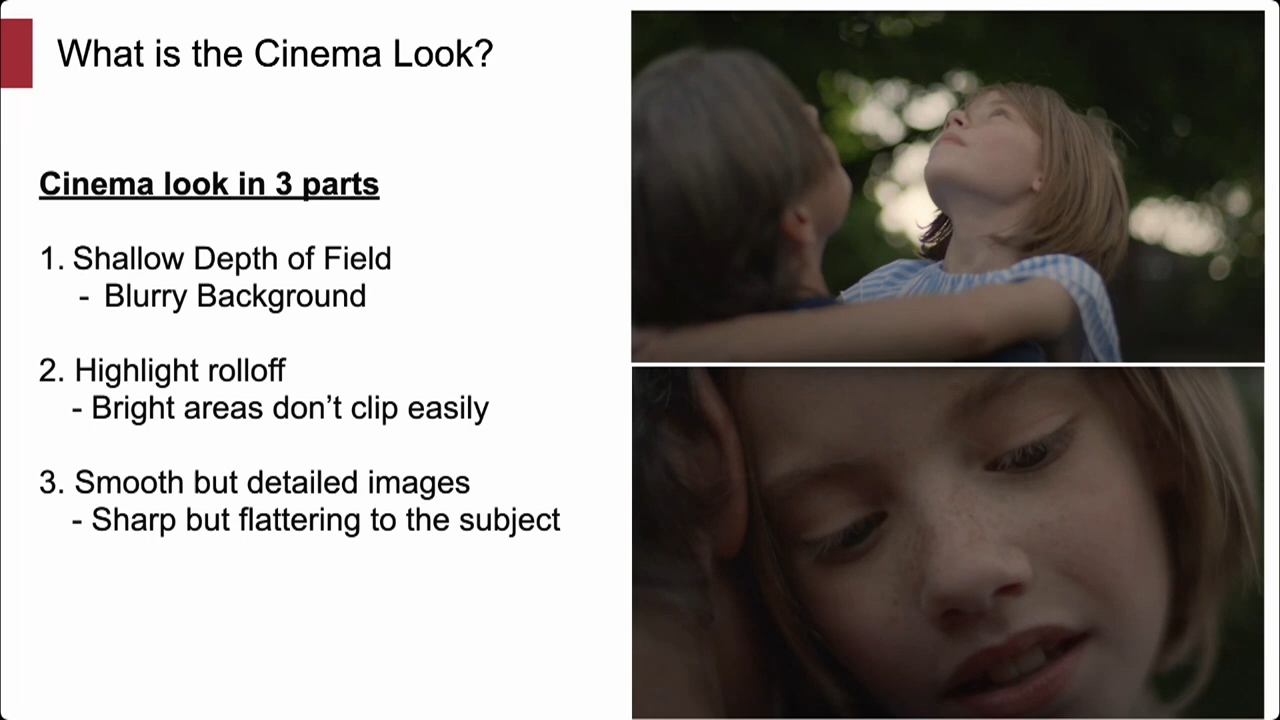 What is the Cinema Look?
Cinema look in 3 parts
1. Shallow Depth of Field
- Blurry Background
2. Highlight rolloff
- Bright areas don’t clip easily
3. Smooth but detailed images
- Sharp but flattering to the subject